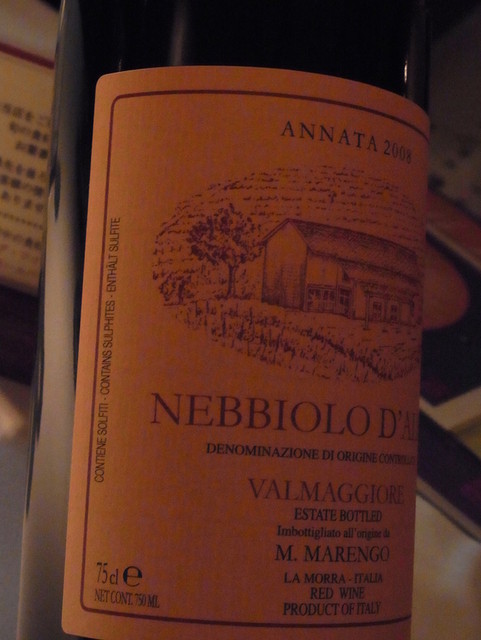 ANNATA 2008
NEBBIOLO D'AL
DENOMINAZIONE DI ORIGINE CONTROLLA
VALMAGGIORE
ESTATE BOTTLED
Imbottigliato all'origine da
M. MARENGO
LA MORRA - ITALIA
RED WINE
PRODUCT OF ITALY
CONTIENE SOLFITI - CONTAINS SULPHITES - ENTHÄLT SULFITE
75 cl e
NET CONT. 750 ML